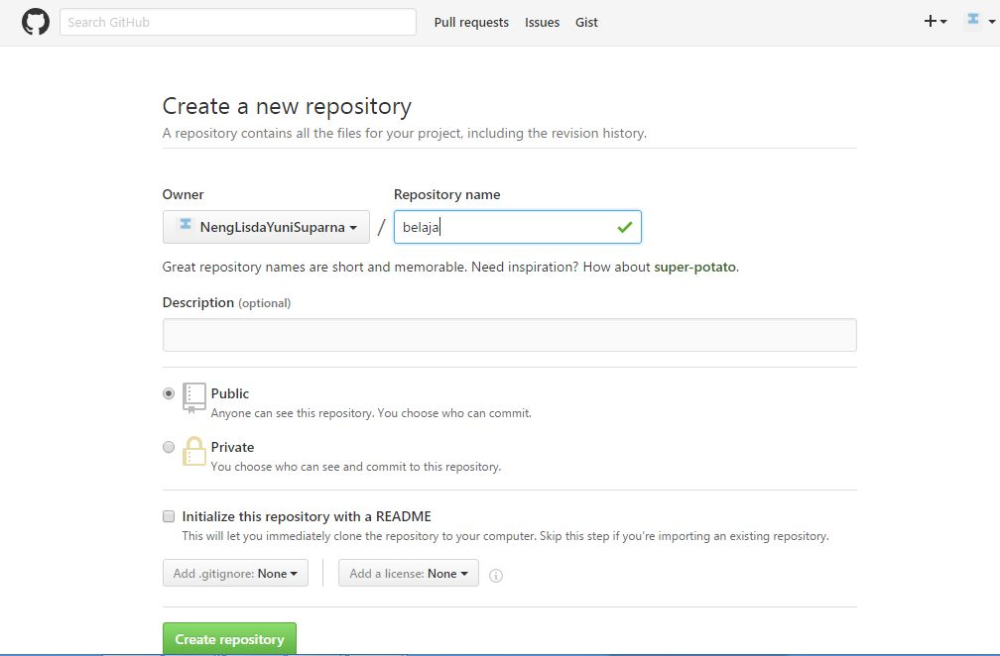 Search GitHub Pull requests Issues Gist
Create a new repository
A repository contains all the files for your project, including the revision history.
Owner Repository name
NengLisdaYuniSuparna / belaja
Great repository names are short and memorable. Need inspiration? How about super-potato.
Description (optional)
Public
Anyone can see this repository. You choose who can commit.
Private
You choose who can see and commit to this repository.
Initialize this repository with a README
This will let you immediately clone the repository to your computer. Skip this step if you’re importing an existing repository.
Add .gitignore: None Add a license: None
Create repository